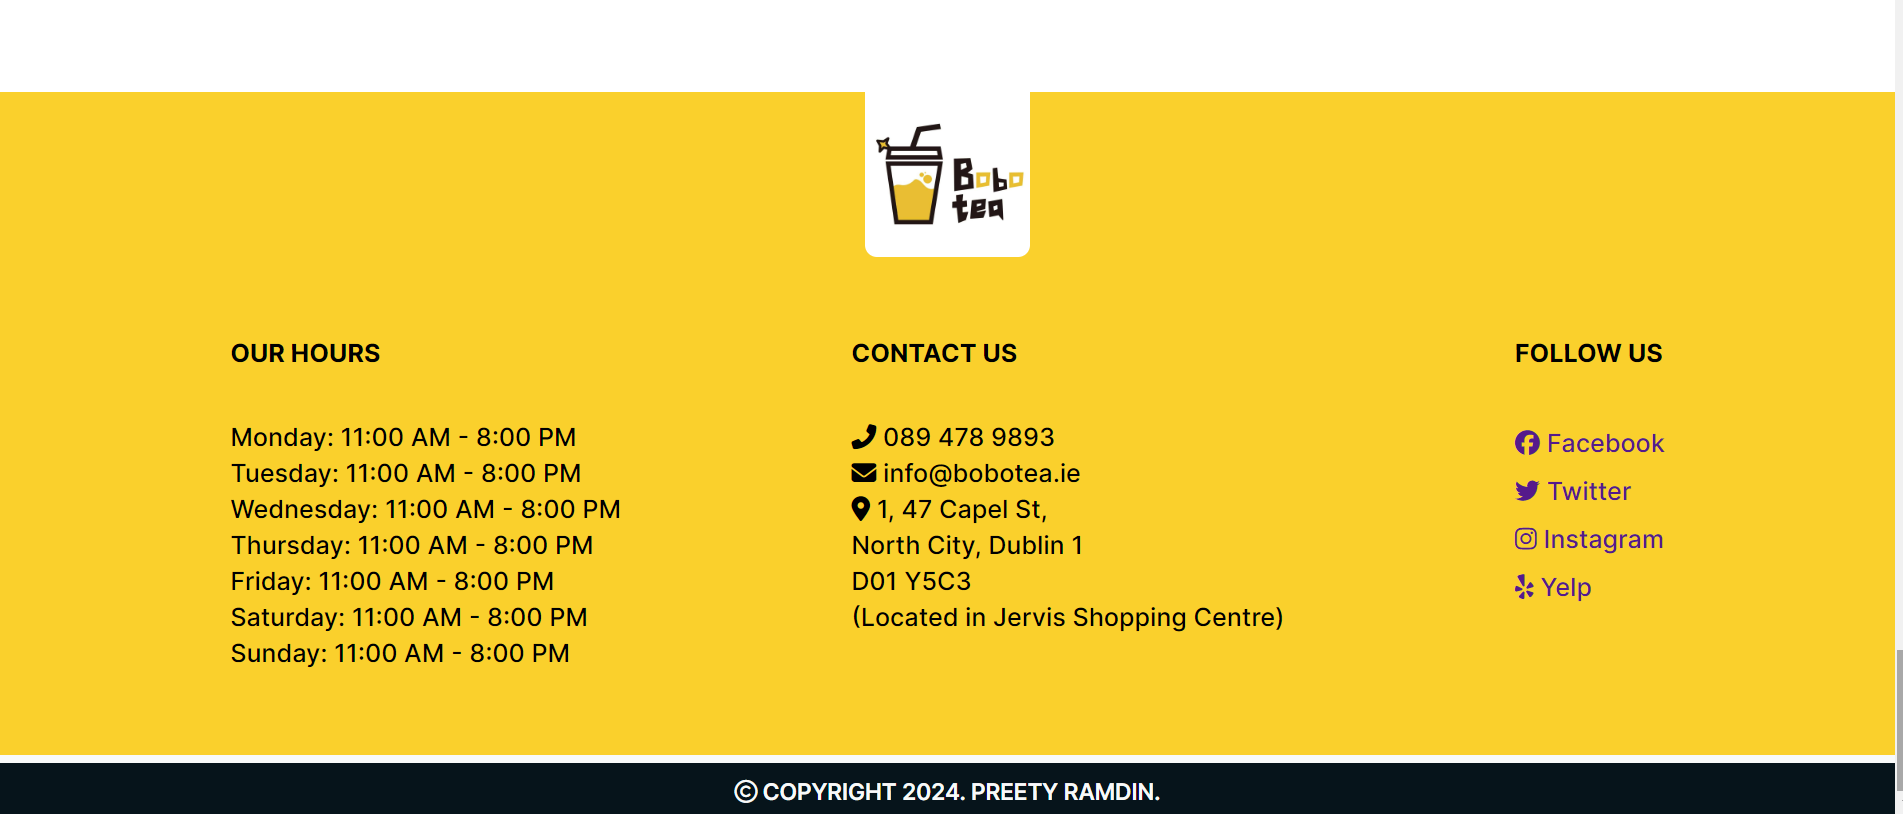 Bobo
tea
OUR HOURS
Monday: 11:00 AM - 8:00 PM
Tuesday: 11:00 AM - 8:00 PM
Wednesday: 11:00 AM - 8:00 PM
Thursday: 11:00 AM - 8:00 PM
Friday: 11:00 AM - 8:00 PM
Saturday: 11:00 AM - 8:00 PM
Sunday: 11:00 AM - 8:00 PM
CONTACT US
089 478 9893
info@bobotea.ie
1, 47 Capel St,
North City, Dublin 1
D01 Y5C3
(Located in Jervis Shopping Centre)
FOLLOW US
Facebook
Twitter
Instagram
Yelp
© COPYRIGHT 2024. PREETY RAMDIN.